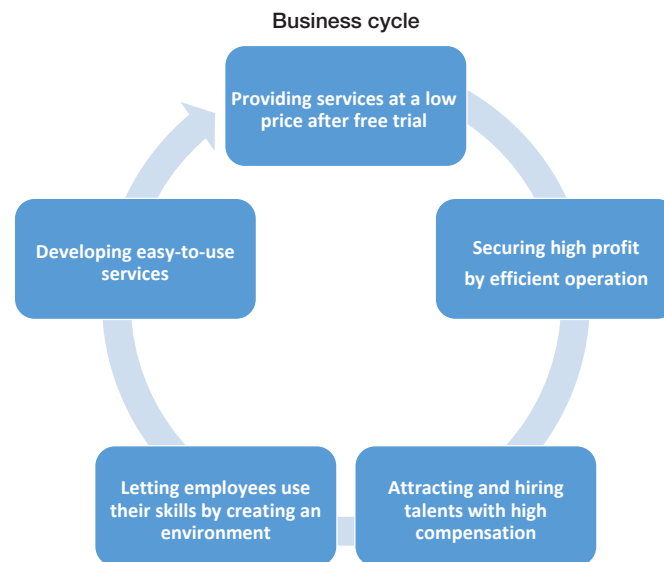 Business cycle
Providing services at a low
price after free trial
Securing high profit
by efficient operation
Attracting and hiring
talents with high
compensation
Letting employees use
their skills by creating an
environment
Developing easy-to-use
services